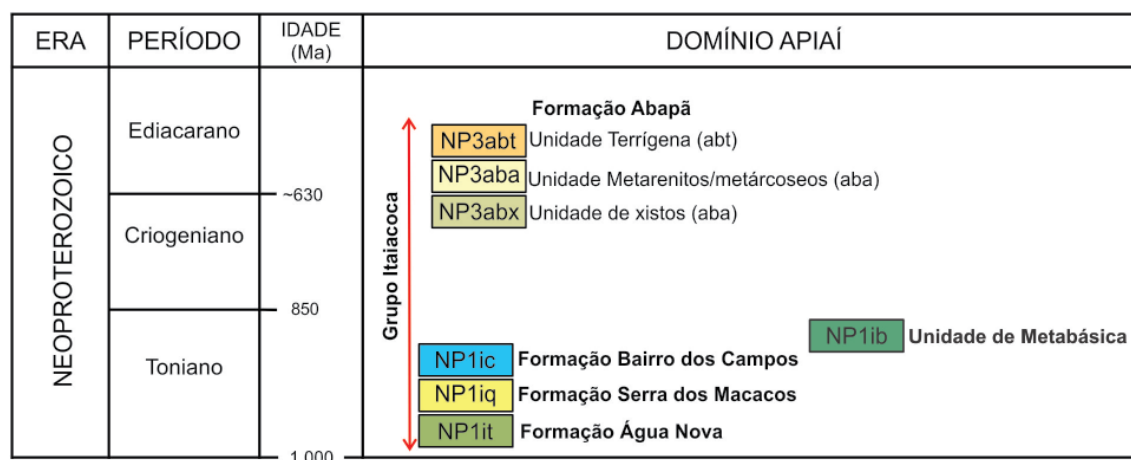 ERA
PERÍODO
IDADE
(Ma)
DOMÍNIO APIAÍ
NEOPROTEROZOICO
Ediacarano
~630
Criogeniano
850
Toniano
1.000
Grupo Itaiacoca
Formação Abapã
NP3abt Unidade Terrígena (abt)
NP3aba Unidade Metarenitos/metárcoseos (aba)
NP3abx Unidade de xistos (aba)
NP1ib Unidade de Metabásica
NP1ic Formação Bairro dos Campos
NP1iq Formação Serra dos Macacos
NP1it Formação Água Nova